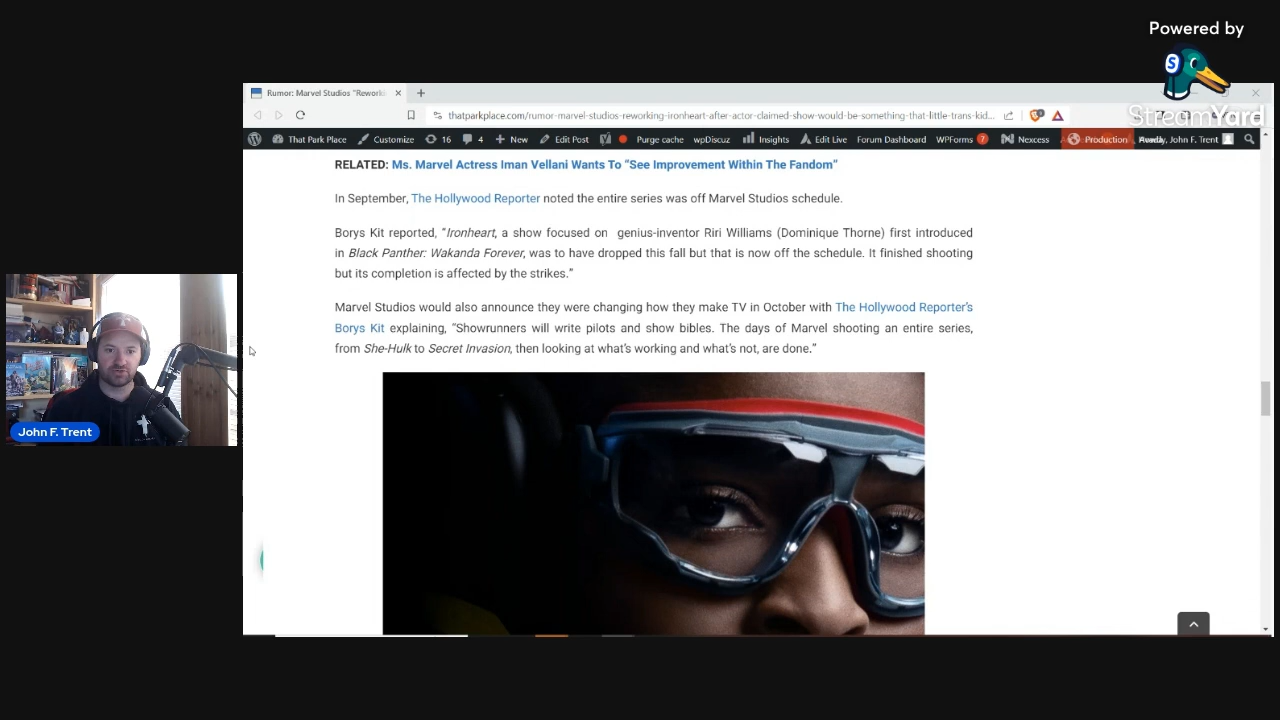 Powered by
StreamYard
Rumor: Marvel Studios "Rework
thatparkplace.com/rumor-marvel-studios-reworking-ironheart-after-actor-claimed-show-would-be-something-that-little-trans-kid...
That Park Place Customize 16 4 New Edit Post Purge cache wpDiscuz Insights Edit Live Forum Dashboard WPForms 7 Nexcess Production John F. Trent
RELATED: Ms. Marvel Actress Iman Vellani Wants To “See Improvement Within The Fandom”
In September, The Hollywood Reporter noted the entire series was off Marvel Studios schedule.
Borys Kit reported, “Ironheart, a show focused on genius-inventor Riri Williams (Dominique Thorne) first introduced
in Black Panther: Wakanda Forever, was to have dropped this fall but that is now off the schedule. It finished shooting
but its completion is affected by the strikes.”
Marvel Studios would also announce they were changing how they make TV in October with The Hollywood Reporter’s
Borys Kit explaining, “Showrunners will write pilots and show bibles. The days of Marvel shooting an entire series,
from She-Hulk to Secret Invasion, then looking at what’s working and what’s not, are done.”
John F. Trent